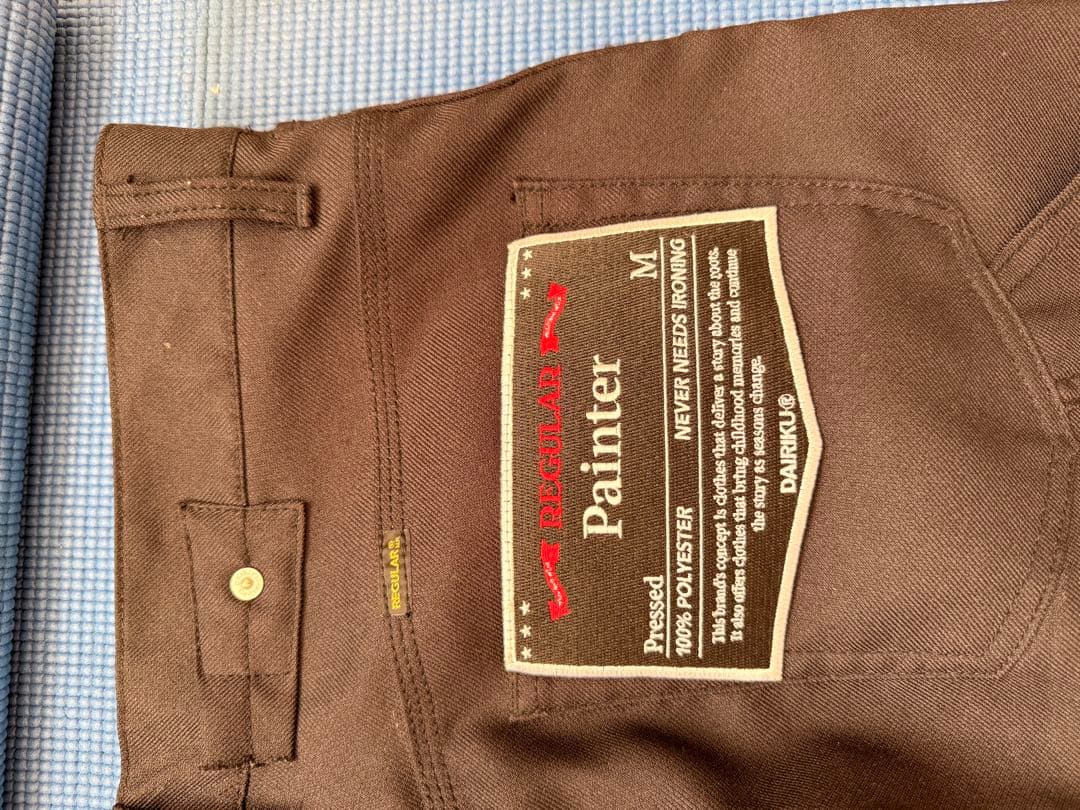 REGULAR
Painter
Pressed M
100% POLYESTER NEVER NEEDS IRONING
This brand's concept is clothes that deliver a story about the roots.
It also offers clothes that bring childhood memories and continue
the story as seasons change.
DAIRIKU®
REGULAR®